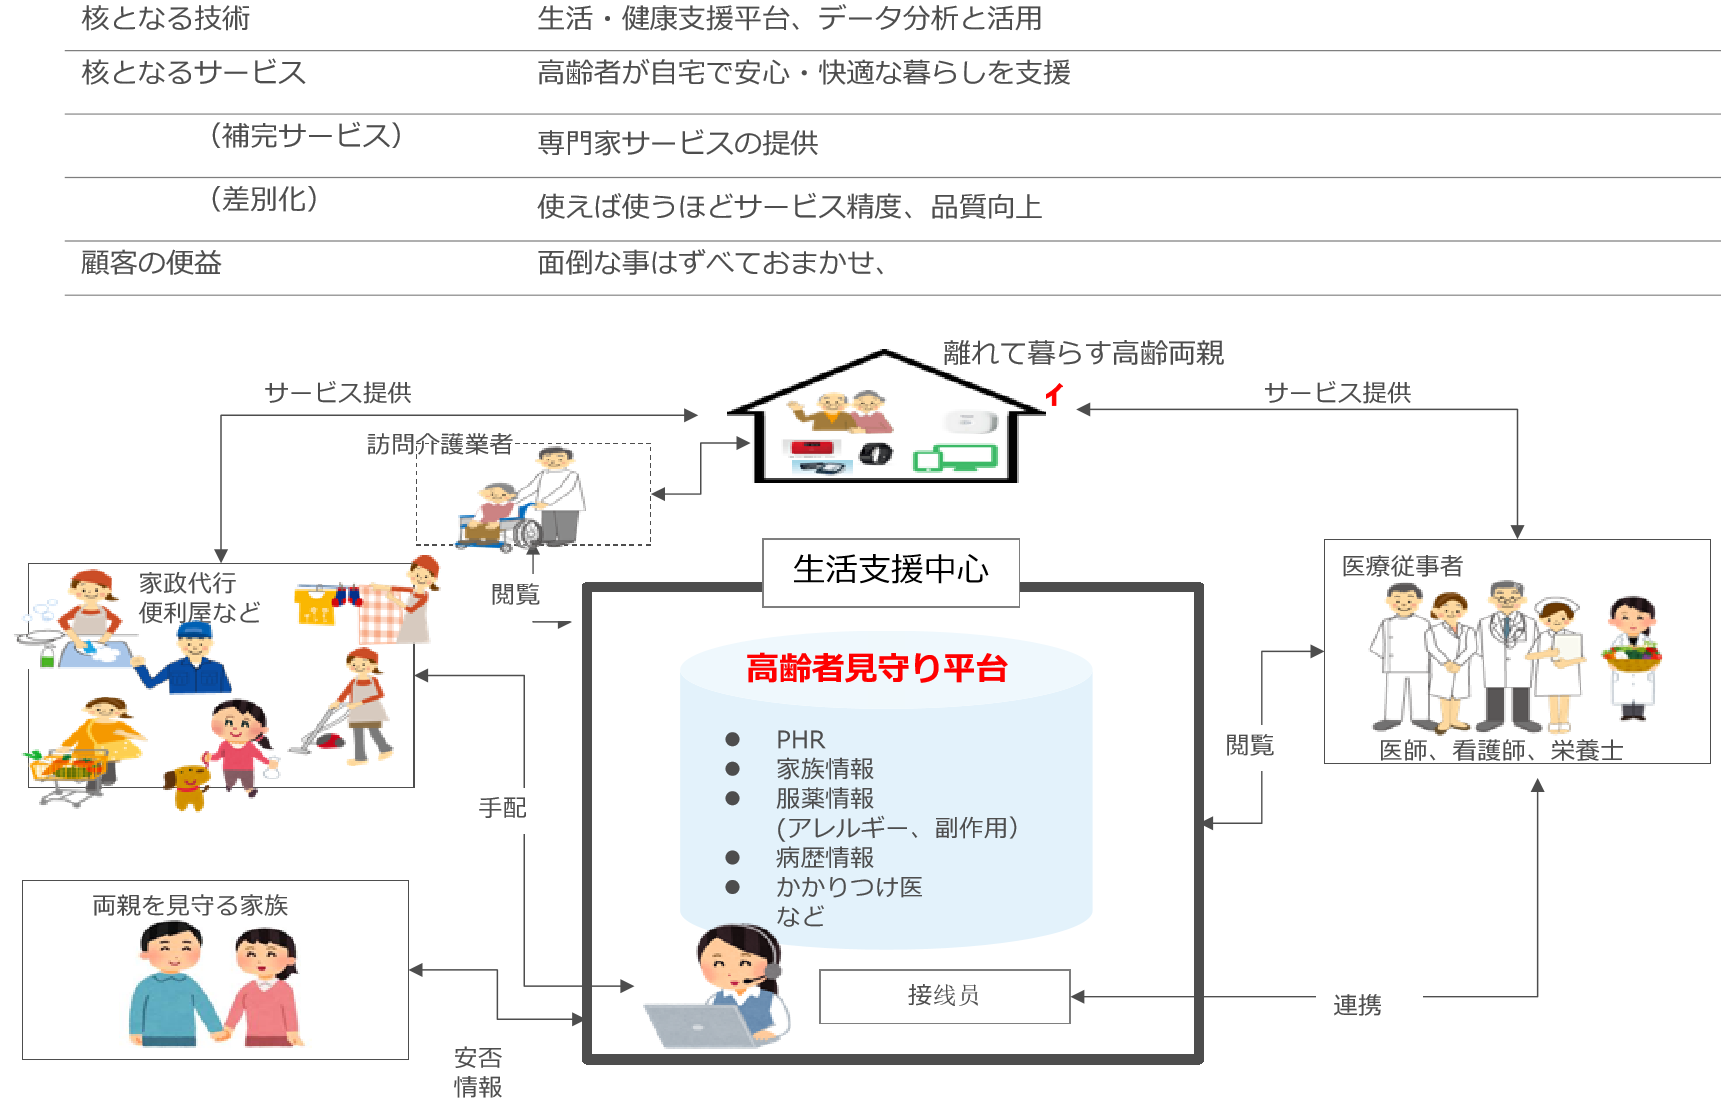 核となる技術 生活・健康支援平台、データ分析と活用
核となるサービス 高齢者が自宅で安心・快適な暮らしを支援
（補完サービス） 専門家サービスの提供
（差別化） 使えば使うほどサービス精度、品質向上
顧客の便益 面倒な事はずべておまかせ、
離れて暮らす高齢両親
イ
サービス提供
サービス提供
訪問介護業者
家政代行
便利屋など
閲覧
生活支援中心
医療従事者
高齢者見守り平台
● PHR
● 家族情報
● 服薬情報
(アレルギー、副作用）
● 病歴情報
● かかりつけ医
など
閲覧
医師、看護師、栄養士
手配
両親を見守る家族
接线员
連携
安否
情報